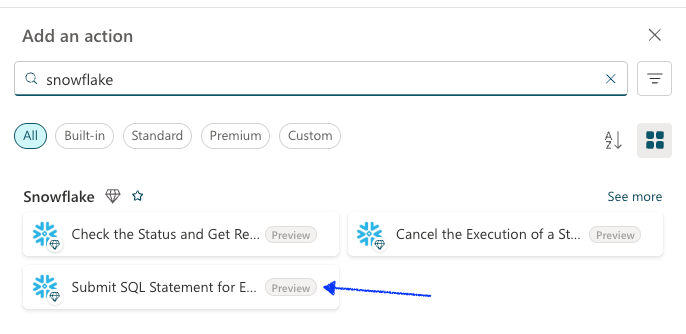 Add an action
snowflake
All Built-in Standard Premium Custom
A
Z
Snowflake
See more
Check the Status and Get Re... Preview
Cancel the Execution of a St... Preview
Submit SQL Statement for E... Preview